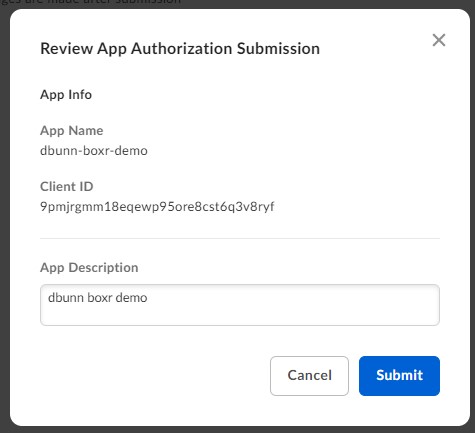 ges are made after submission
Review App Authorization Submission
App Info
App Name
dbunn-boxr-demo
Client ID
9pmjrgmm18eqewp95ore8cst6q3v8ryf
App Description
dbunn boxr demo
Cancel
Submit